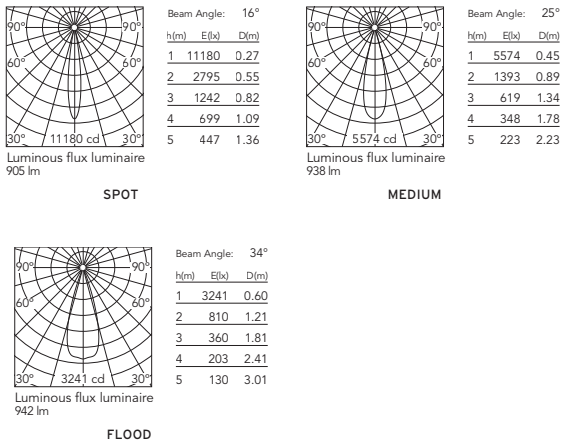 90° 90°
60° 60°
30° 11180 cd 30°
Luminous flux luminaire
905 lm
Beam Angle: 16°
h(m) E(lx) D(m)
1 11180 0.27
2 2795 0.55
3 1242 0.82
4 699 1.09
5 447 1.36
SPOT
90° 90°
60° 60°
30° 5574 cd 30°
Luminous flux luminaire
938 lm
Beam Angle: 25°
h(m) E(lx) D(m)
1 5574 0.45
2 1393 0.89
3 619 1.34
4 348 1.78
5 223 2.23
MEDIUM
90° 90°
60° 60°
30° 3241 cd 30°
Luminous flux luminaire
942 lm
Beam Angle: 34°
h(m) E(lx) D(m)
1 3241 0.60
2 810 1.21
3 360 1.81
4 203 2.41
5 130 3.01
FLOOD